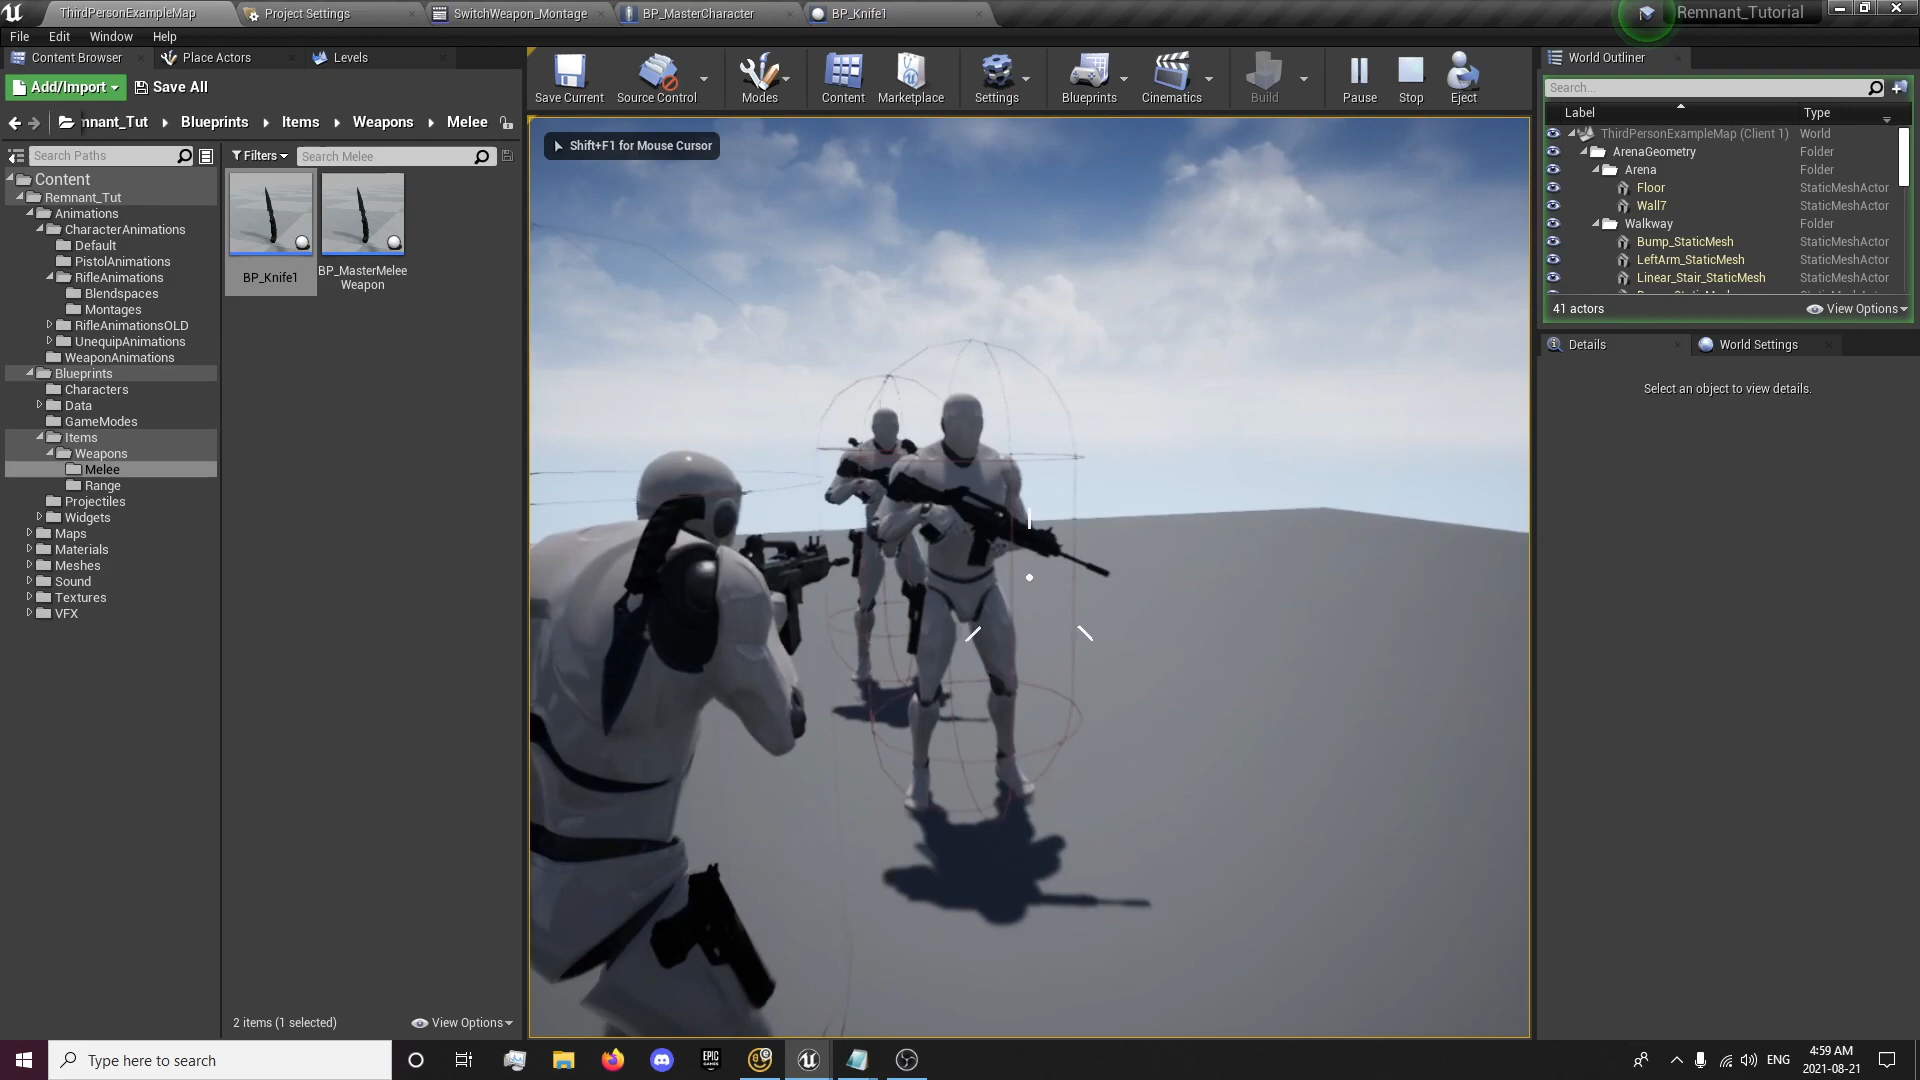 ThirdPersonExampleMap
Project Settings
SwitchWeapon_Montage
BP_MasterCharacter
BP_Knife1
Remnant_Tutorial
File Edit Window Help
Content Browser
Place Actors
Levels
Add/Import
Save All
nnant_Tut
Blueprints
Items
Weapons
Melee
Search Paths
Filters
Search Melee
Content
Remnant_Tut
Animations
CharacterAnimations
Default
PistolAnimations
RifleAnimations
Blendspaces
Montages
RifleAnimationsOLD
UnequipAnimations
WeaponAnimations
Blueprints
Characters
Data
GameModes
Items
Weapons
Melee
Range
Projectiles
Widgets
Maps
Materials
Meshes
Sound
Textures
VFX
BP_Knife1
BP_MasterMelee
Weapon
2 items (1 selected)
View Options
Save Current
Source Control
Modes
Content
Marketplace
Settings
Blueprints
Cinematics
Build
Pause
Stop
Eject
Shift+F1 for Mouse Cursor
World Outliner
Search...
Label Type
ThirdPersonExampleMap (Client 1) World
ArenaGeometry Folder
Arena Folder
Floor StaticMeshActor
Wall7 StaticMeshActor
Walkway Folder
Bump_StaticMesh StaticMeshActor
LeftArm_StaticMesh StaticMeshActor
Linear_Stair_StaticMesh StaticMeshActor
41 actors
View Options
Details
World Settings
Select an object to view details.
Type here to search
EPIC
GAMES
ENG
4:59 AM
2021-08-21